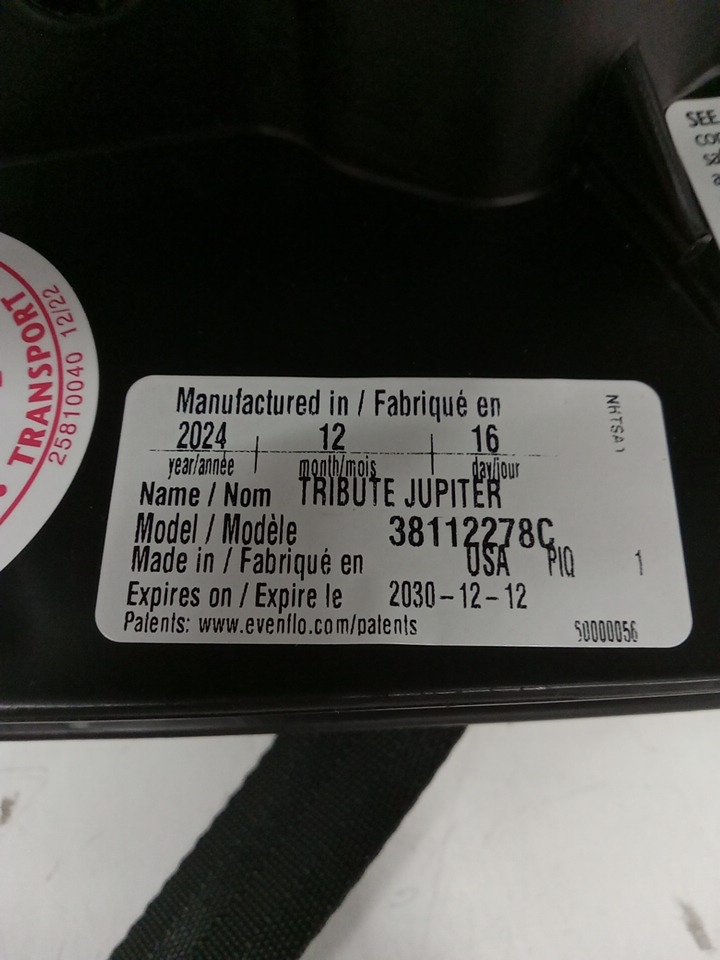 SEE
TRANSPORT
25810040 12/22
Manufactured in / Fabriqué en
2024 12 16
year/année month/mois day/jour
Name / Nom TRIBUTE JUPITER
Model / Modèle 38112278C
Made in / Fabriqué en USA PIQ 1
Expires on / Expire le 2030-12-12
Patents: www.evenflo.com/patents
50000056
NHTSA1